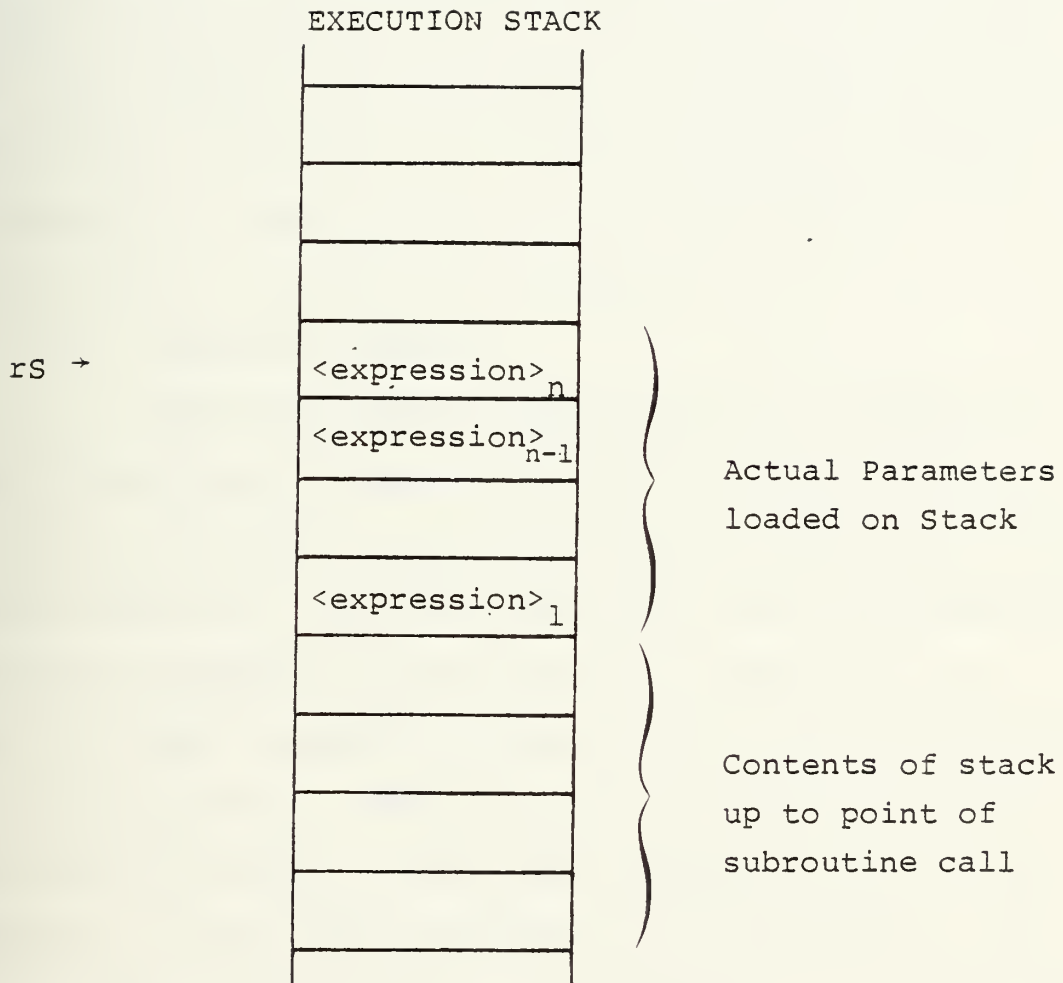 EXECUTION STACK
rS →
<expression>n
<expression>n-1
<expression>1
Actual Parameters
loaded on Stack
Contents of stack
up to point of
subroutine call